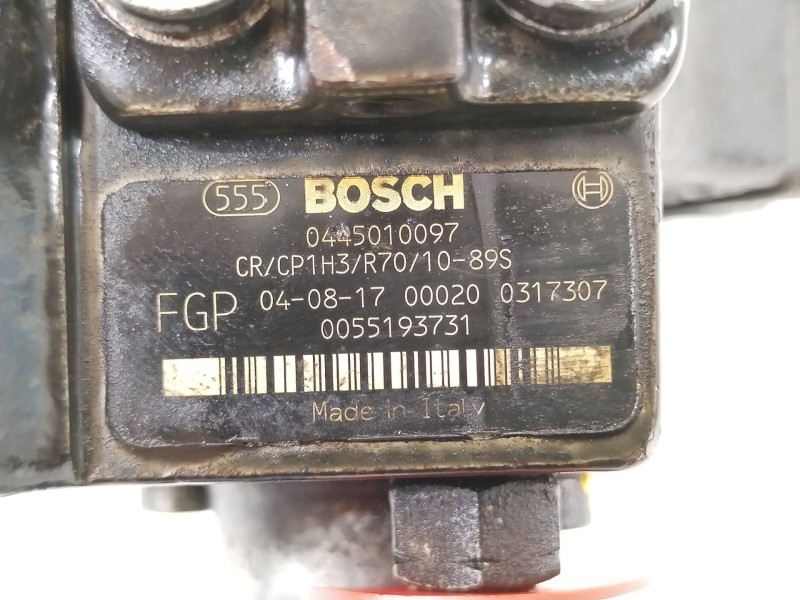 555 BOSCH
0445010097
CR/CP1H3/R70/10-89S
FGP 04-08-17 00020 0317307
0055193731
Made in Italy